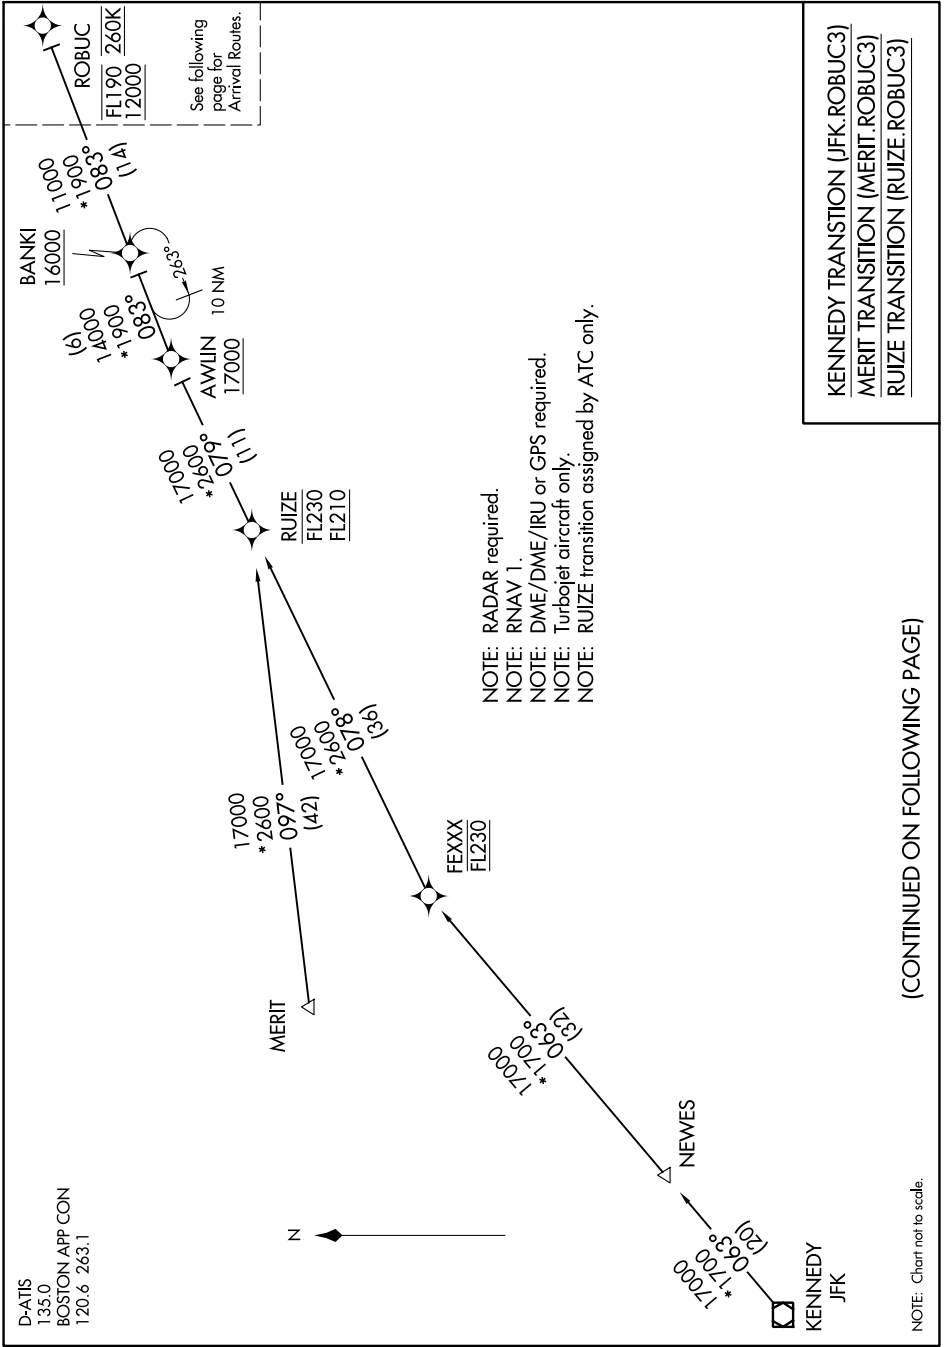 D-ATIS
135.0
BOSTON APP CON
120.6 263.1
ROBUC
FL190 260K
12000
See following
page for
Arrival Routes.
11000
*1900
083°
(14)
BANKI
16000
263°
10 NM
(6)
14000
*1900
083°
AWLIN
17000
17000
*2600
079°
(11)
RUIZE
FL230
FL210
17000
*2600
097°
(42)
MERIT
17000
*2600
078°
(36)
FEXXX
FL230
17000
*1700
063°
(32)
NEWES
17000
*1700
063°
(20)
KENNEDY
JFK
N
NOTE: RADAR required.
NOTE: RNAV 1.
NOTE: DME/DME/IRU or GPS required.
NOTE: Turbojet aircraft only.
NOTE: RUIZE transition assigned by ATC only.
KENNEDY TRANSTION (JFK.ROBUC3)
MERIT TRANSITION (MERIT.ROBUC3)
RUIZE TRANSITION (RUIZE.ROBUC3)
(CONTINUED ON FOLLOWING PAGE)
NOTE: Chart not to scale.